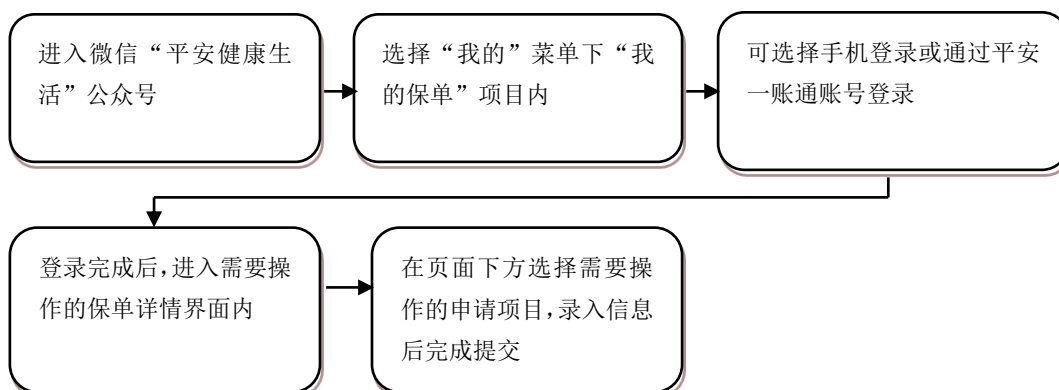 进入微信“平安健康生
活”公众号
选择“我的”菜单下“我
的保单”项目内
可选择手机登录或通过平安
一账通账号登录
登录完成后,进入需要操
作的保单详情界面内
在页面下方选择需要操
作的申请项目,录入信息
后完成提交